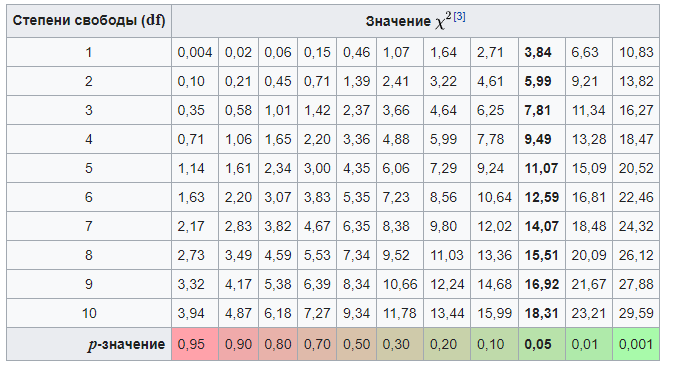 Степени свободы (df) Значение χ² [3]
1 0,004 0,02 0,06 0,15 0,46 1,07 1,64 2,71 3,84 6,63 10,83
2 0,10 0,21 0,45 0,71 1,39 2,41 3,22 4,61 5,99 9,21 13,82
3 0,35 0,58 1,01 1,42 2,37 3,66 4,64 6,25 7,81 11,34 16,27
4 0,71 1,06 1,65 2,20 3,36 4,88 5,99 7,78 9,49 13,28 18,47
5 1,14 1,61 2,34 3,00 4,35 6,06 7,29 9,24 11,07 15,09 20,52
6 1,63 2,20 3,07 3,83 5,35 7,23 8,56 10,64 12,59 16,81 22,46
7 2,17 2,83 3,82 4,67 6,35 8,38 9,80 12,02 14,07 18,48 24,32
8 2,73 3,49 4,59 5,53 7,34 9,52 11,03 13,36 15,51 20,09 26,12
9 3,32 4,17 5,38 6,39 8,34 10,66 12,24 14,68 16,92 21,67 27,88
10 3,94 4,87 6,18 7,27 9,34 11,78 13,44 15,99 18,31 23,21 29,59
p-значение 0,95 0,90 0,80 0,70 0,50 0,30 0,20 0,10 0,05 0,01 0,001